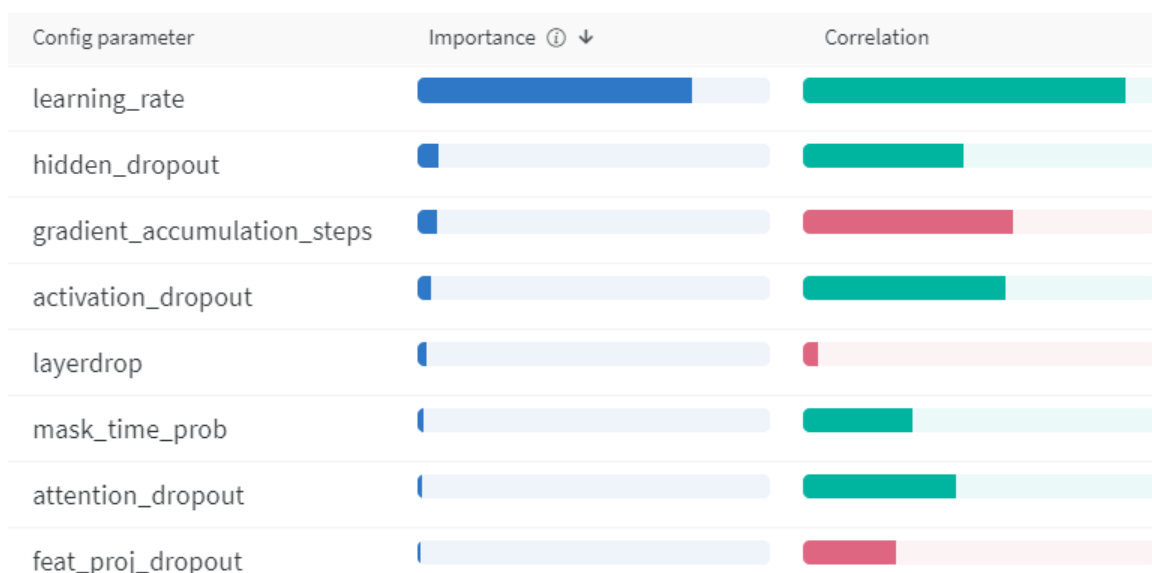 Config parameter Importance Correlation
learning_rate
hidden_dropout
gradient_accumulation_steps
activation_dropout
layerdrop
mask_time_prob
attention_dropout
feat_proj_dropout